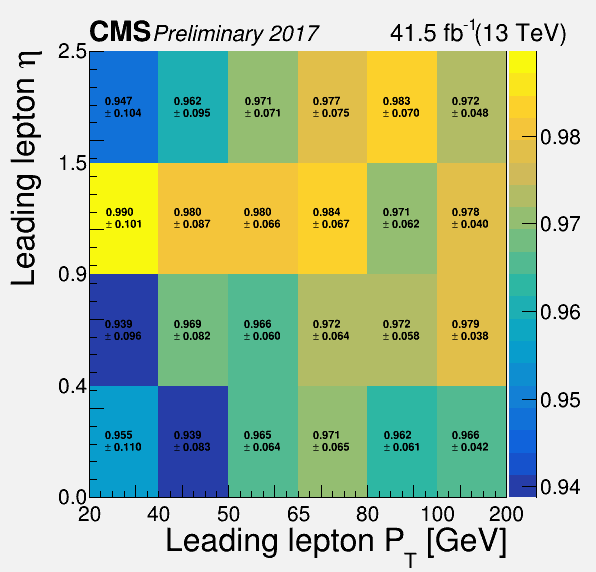 CMS Preliminary 2017 41.5 fb⁻¹(13 TeV)
Leading lepton η
2.5
1.5
0.9
0.4
0.0
0.947 0.962 0.971 0.977 0.983 0.972
± 0.104 ± 0.095 ± 0.071 ± 0.075 ± 0.070 ± 0.048
0.990 0.980 0.980 0.984 0.971 0.978
± 0.101 ± 0.087 ± 0.066 ± 0.067 ± 0.062 ± 0.040
0.939 0.969 0.966 0.972 0.972 0.979
± 0.096 ± 0.082 ± 0.060 ± 0.064 ± 0.058 ± 0.038
0.955 0.939 0.965 0.971 0.962 0.966
± 0.110 ± 0.083 ± 0.064 ± 0.065 ± 0.061 ± 0.042
0.98
0.97
0.96
0.95
0.94
20 40 50 65 80 100 200
Leading lepton P_T [GeV]